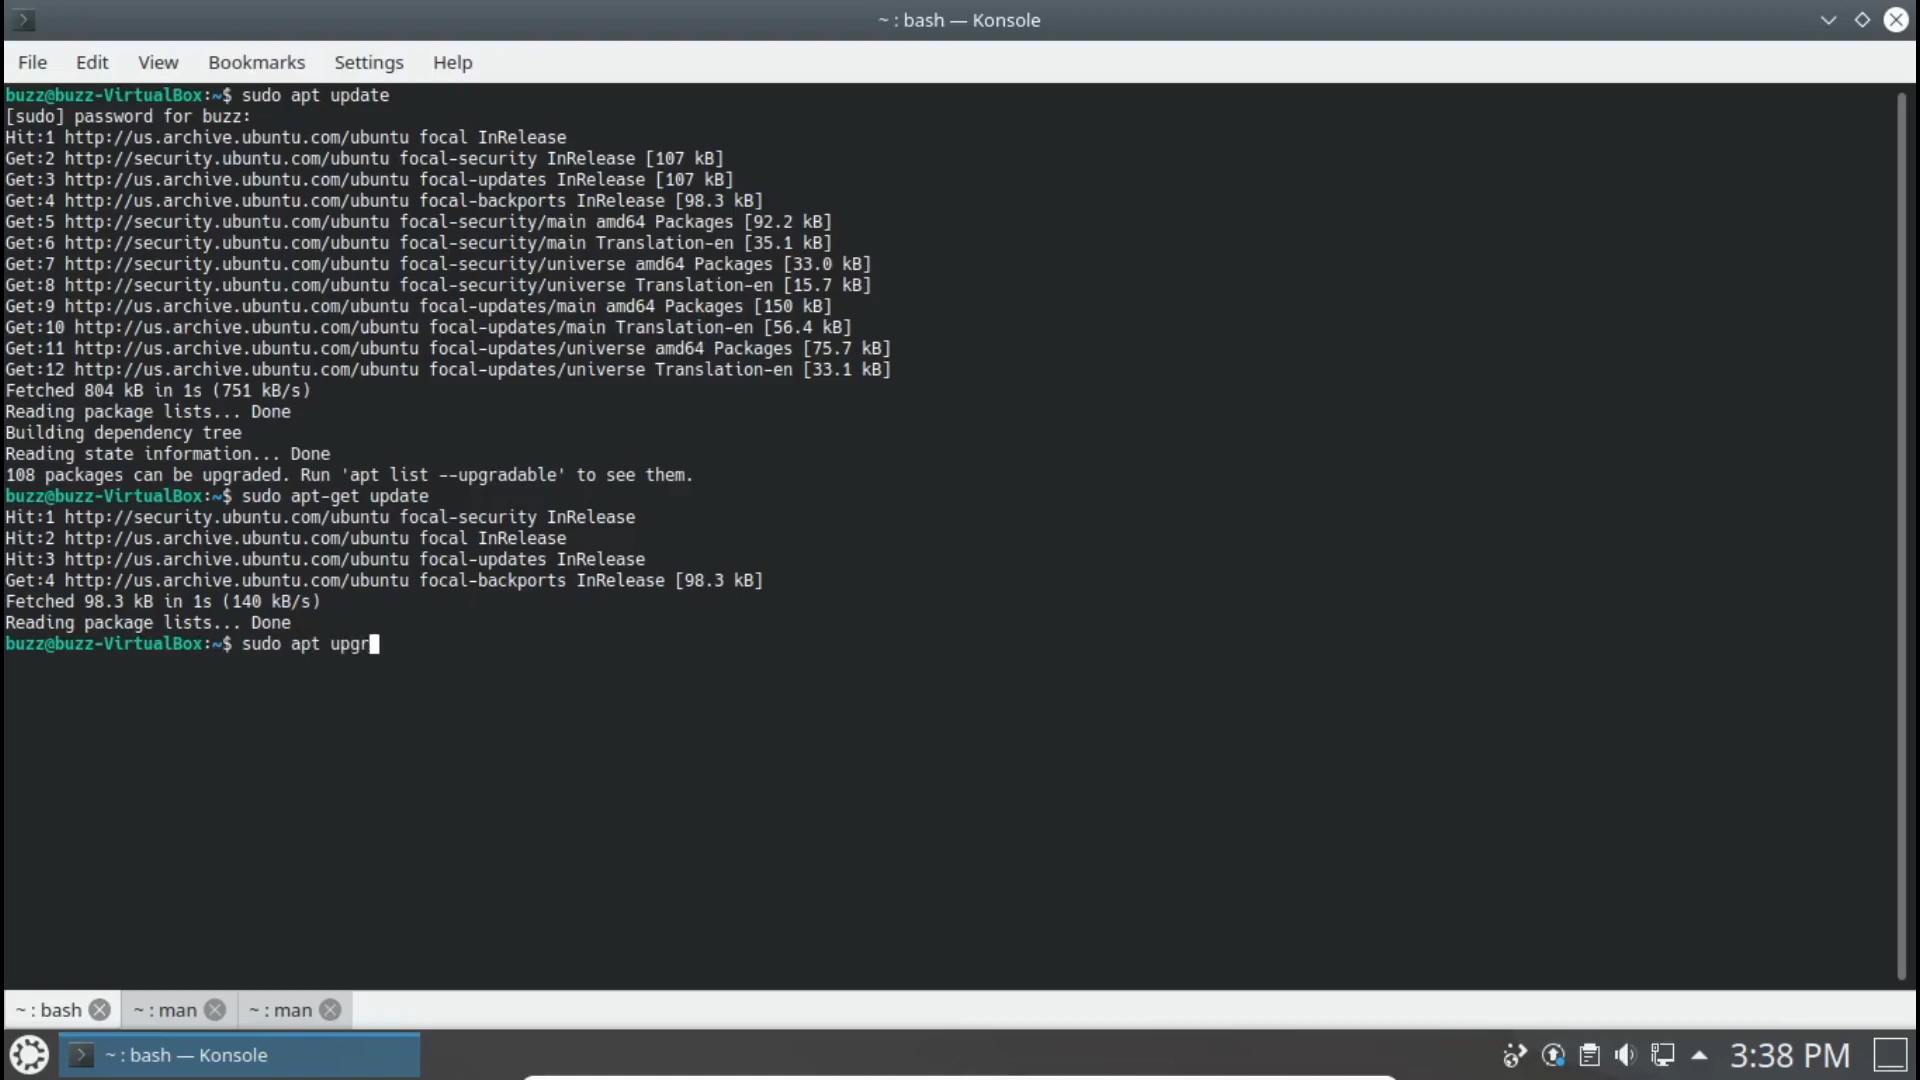 ~ : bash — Konsole
File Edit View Bookmarks Settings Help
buzz@buzz-VirtualBox:~$ sudo apt update
[sudo] password for buzz:
Hit:1 http://us.archive.ubuntu.com/ubuntu focal InRelease
Get:2 http://security.ubuntu.com/ubuntu focal-security InRelease [107 kB]
Get:3 http://us.archive.ubuntu.com/ubuntu focal-updates InRelease [107 kB]
Get:4 http://us.archive.ubuntu.com/ubuntu focal-backports InRelease [98.3 kB]
Get:5 http://security.ubuntu.com/ubuntu focal-security/main amd64 Packages [92.2 kB]
Get:6 http://security.ubuntu.com/ubuntu focal-security/main Translation-en [35.1 kB]
Get:7 http://security.ubuntu.com/ubuntu focal-security/universe amd64 Packages [33.0 kB]
Get:8 http://security.ubuntu.com/ubuntu focal-security/universe Translation-en [15.7 kB]
Get:9 http://us.archive.ubuntu.com/ubuntu focal-updates/main amd64 Packages [150 kB]
Get:10 http://us.archive.ubuntu.com/ubuntu focal-updates/main Translation-en [56.4 kB]
Get:11 http://us.archive.ubuntu.com/ubuntu focal-updates/universe amd64 Packages [75.7 kB]
Get:12 http://us.archive.ubuntu.com/ubuntu focal-updates/universe Translation-en [33.1 kB]
Fetched 804 kB in 1s (751 kB/s)
Reading package lists... Done
Building dependency tree
Reading state information... Done
108 packages can be upgraded. Run 'apt list --upgradable' to see them.
buzz@buzz-VirtualBox:~$ sudo apt-get update
Hit:1 http://security.ubuntu.com/ubuntu focal-security InRelease
Hit:2 http://us.archive.ubuntu.com/ubuntu focal InRelease
Hit:3 http://us.archive.ubuntu.com/ubuntu focal-updates InRelease
Get:4 http://us.archive.ubuntu.com/ubuntu focal-backports InRelease [98.3 kB]
Fetched 98.3 kB in 1s (140 kB/s)
Reading package lists... Done
buzz@buzz-VirtualBox:~$ sudo apt upgr
~ : bash ~ : man ~ : man
~ : bash — Konsole 3:38 PM